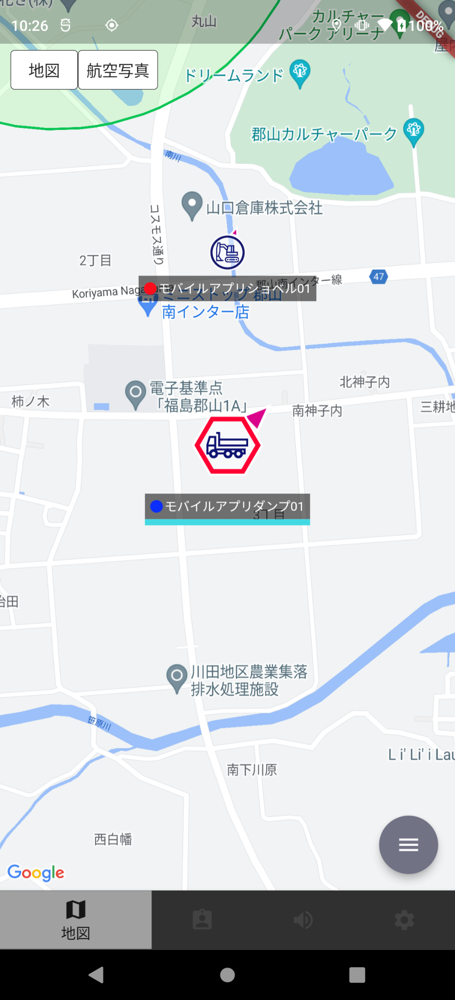 花き(株)
丸山
カルチャー
パーク アリーナ
DEBUG
10:26
100%
屋内
地図
航空写真
ドリームランド
郡山カルチャーパーク
南川
山口倉庫株式会社
コスモス通り
2丁目
47
郡山南インター線
Koriyama Naga
モバイルアプリショベル01
ミニストップ 郡山
南インター店
電子基準点
「福島郡山1A」
北神子内
柿ノ木
南神子内
三耕地
モバイルアプリダンプ01
3丁目
治田
川田地区農業集落
排水処理施設
笹原川
L i' Li' i Lau
南下川原
西白幡
Google
地図